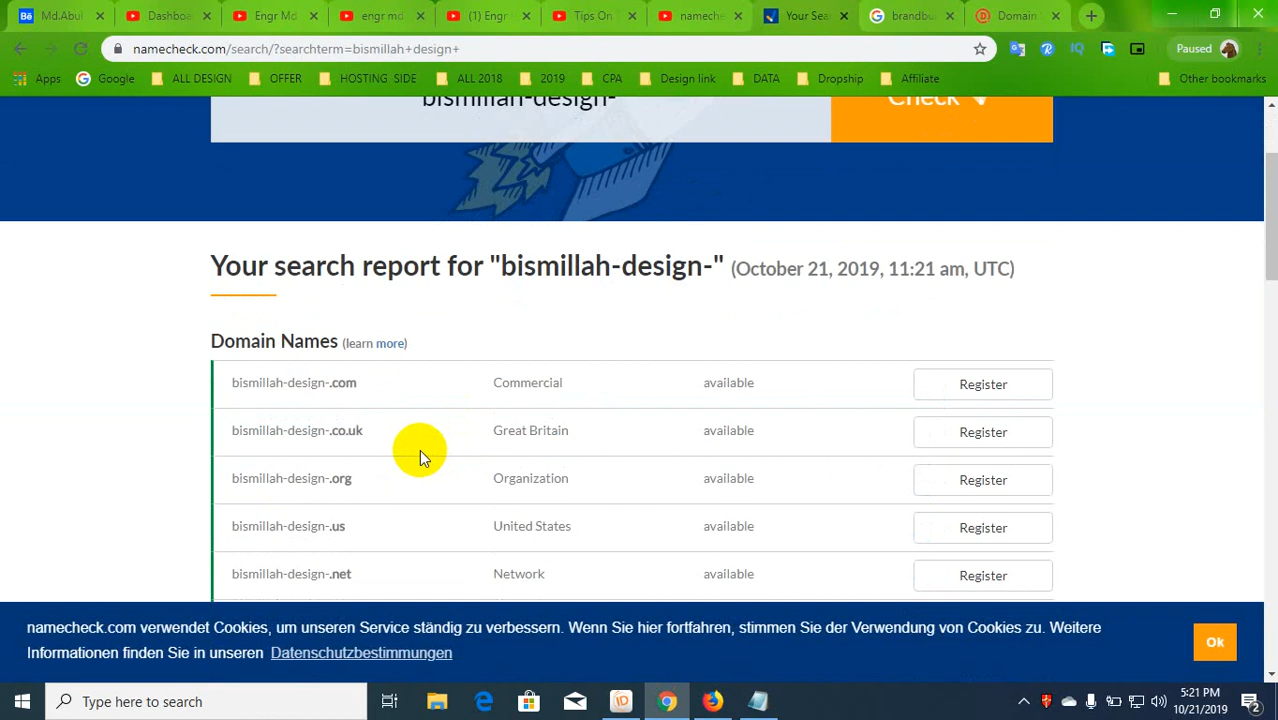 Md.Abul
Dashboa
Engr Md
engr md.
(1) Engr
Tips On
namech
Your Sea
brandbu
Domain
namecheck.com/search/?searchterm=bismillah+design+
Paused
Apps Google ALL DESIGN OFFER HOSTING SIDE ALL 2018 2019 CPA Design link DATA Dropship Affiliate Other bookmarks
bismillah-design- Check
Your search report for "bismillah-design-" (October 21, 2019, 11:21 am, UTC)
Domain Names (learn more)
bismillah-design-.com Commercial available Register
bismillah-design-.co.uk Great Britain available Register
bismillah-design-.org Organization available Register
bismillah-design-.us United States available Register
bismillah-design-.net Network available Register
namecheck.com verwendet Cookies, um unseren Service ständig zu verbessern. Wenn Sie hier fortfahren, stimmen Sie der Verwendung von Cookies zu. Weitere
Informationen finden Sie in unseren Datenschutzbestimmungen
Ok
Type here to search
5:21 PM
10/21/2019
2